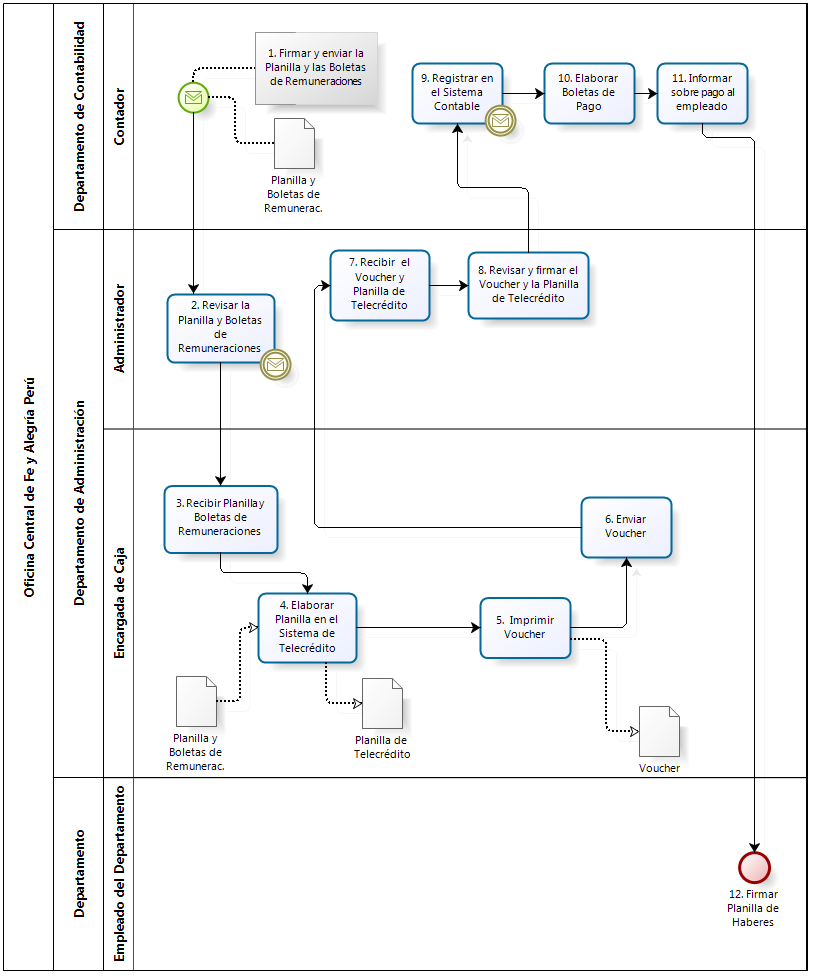 Oficina Central de Fe y Alegría Perú
Departamento de Contabilidad
Contador
1. Firmar y enviar la
Planilla y las Boletas
de Remuneraciones
Planilla y
Boletas de
Remunerac.
9. Registrar en
el Sistema
Contable
10. Elaborar
Boletas de
Pago
11. Informar
sobre pago al
empleado
Departamento de Administración
Administrador
2. Revisar la
Planilla y Boletas
de
Remuneraciones
7. Recibir el
Voucher y
Planilla de
Telecrédito
8. Revisar y firmar el
Voucher y la Planilla
de Telecrédito
Encargada de Caja
3. Recibir Planilla y
Boletas de
Remuneraciones
4. Elaborar
Planilla en el
Sistema de
Telecrédito
5. Imprimir
Voucher
6. Enviar
Voucher
Planilla y
Boletas de
Remunerac.
Planilla de
Telecrédito
Voucher
Departamento
Empleado del Departamento
12. Firmar
Planilla de
Haberes